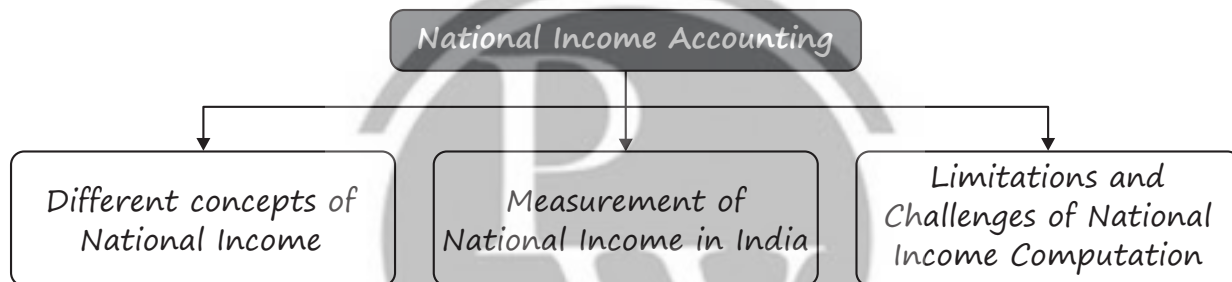 National Income Accounting
Different concepts of
National Income
Measurement of
National Income in India
Limitations and
Challenges of National
Income Computation
PW